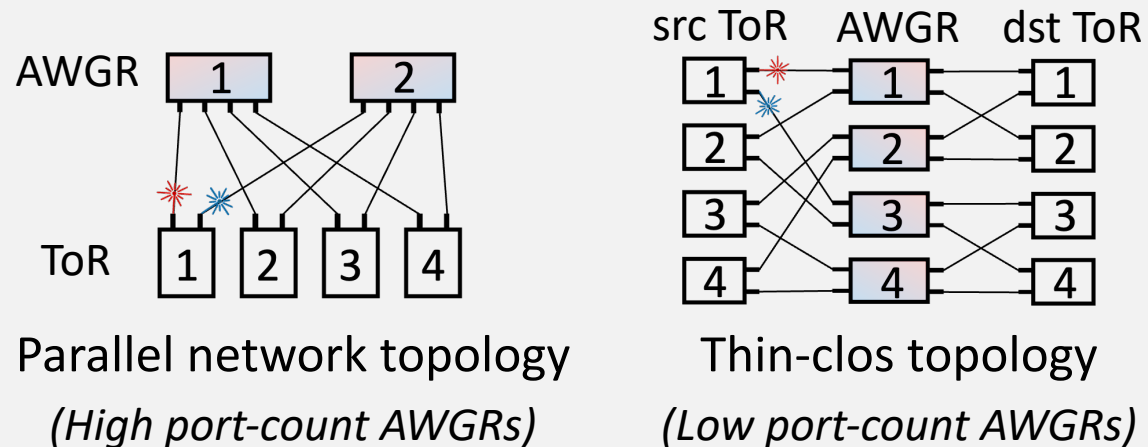 AWGR
1 2
ToR
1 2 3 4
Parallel network topology
(High port-count AWGRs)
src ToR AWGR dst ToR
1 1 1
2 2 2
3 3 3
4 4 4
Thin-clos topology
(Low port-count AWGRs)